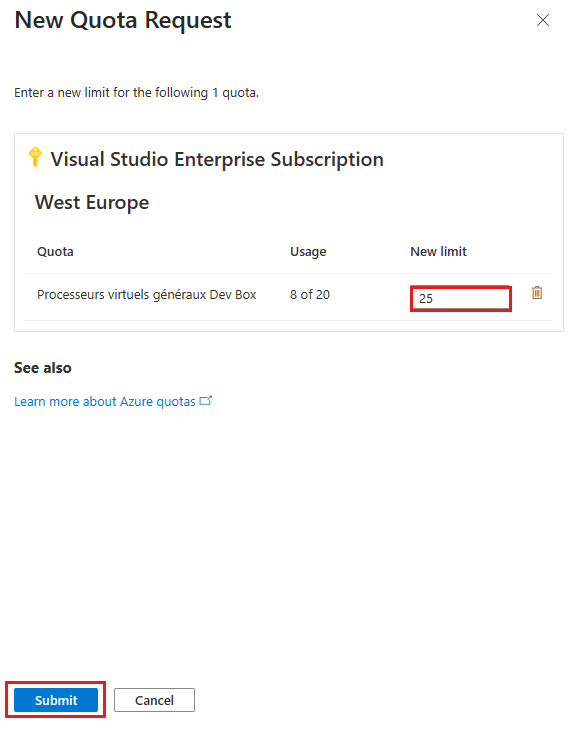 New Quota Request
Enter a new limit for the following 1 quota.
Visual Studio Enterprise Subscription
West Europe
Quota Usage New limit
Processeurs virtuels généraux Dev Box 8 of 20 25
See also
Learn more about Azure quotas
Submit Cancel